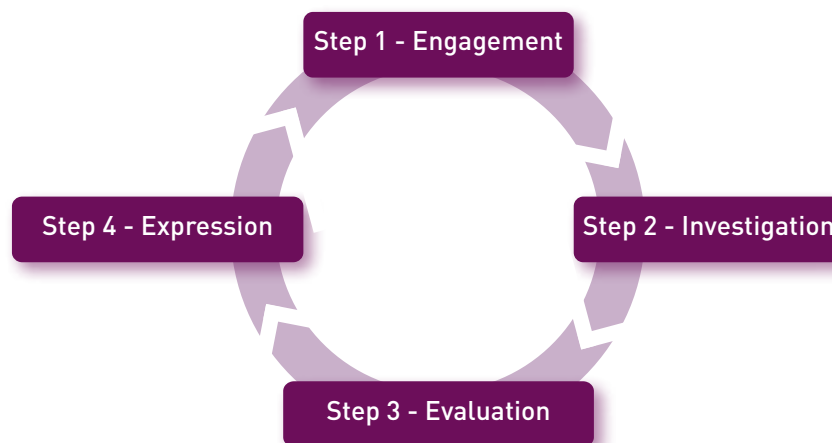 Step 1 - Engagement
Step 2 - Investigation
Step 3 - Evaluation
Step 4 - Expression